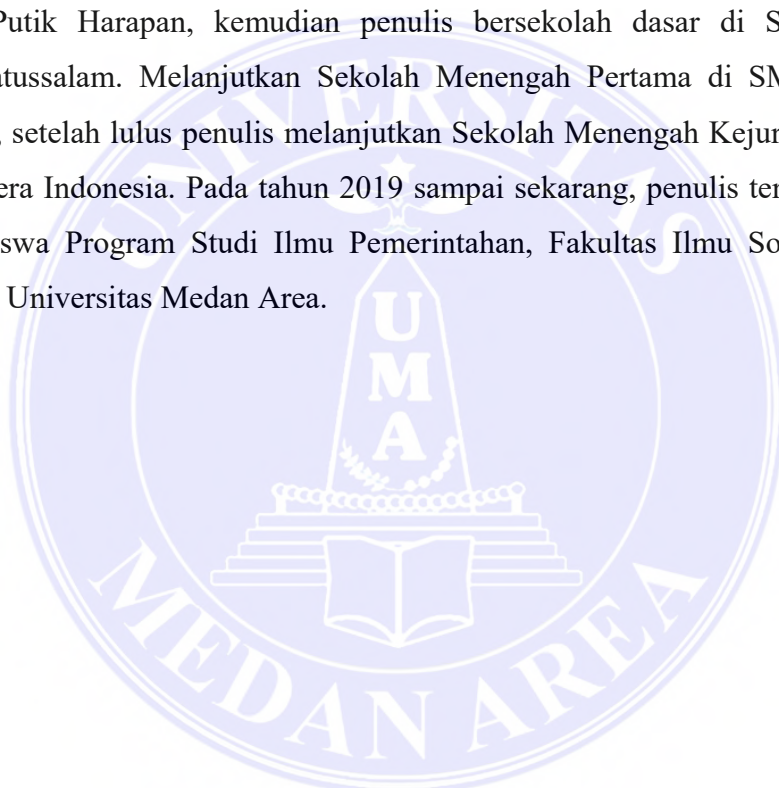 Putik Harapan, kemudian penulis bersekolah dasar di S
atussalam. Melanjutkan Sekolah Menengah Pertama di SM
, setelah lulus penulis melanjutkan Sekolah Menengah Kejur
era Indonesia. Pada tahun 2019 sampai sekarang, penulis ter
swa Program Studi Ilmu Pemerintahan, Fakultas Ilmu So
Universitas Medan Area.
UNIVERSITAS
U
M
A
MEDAN AREA